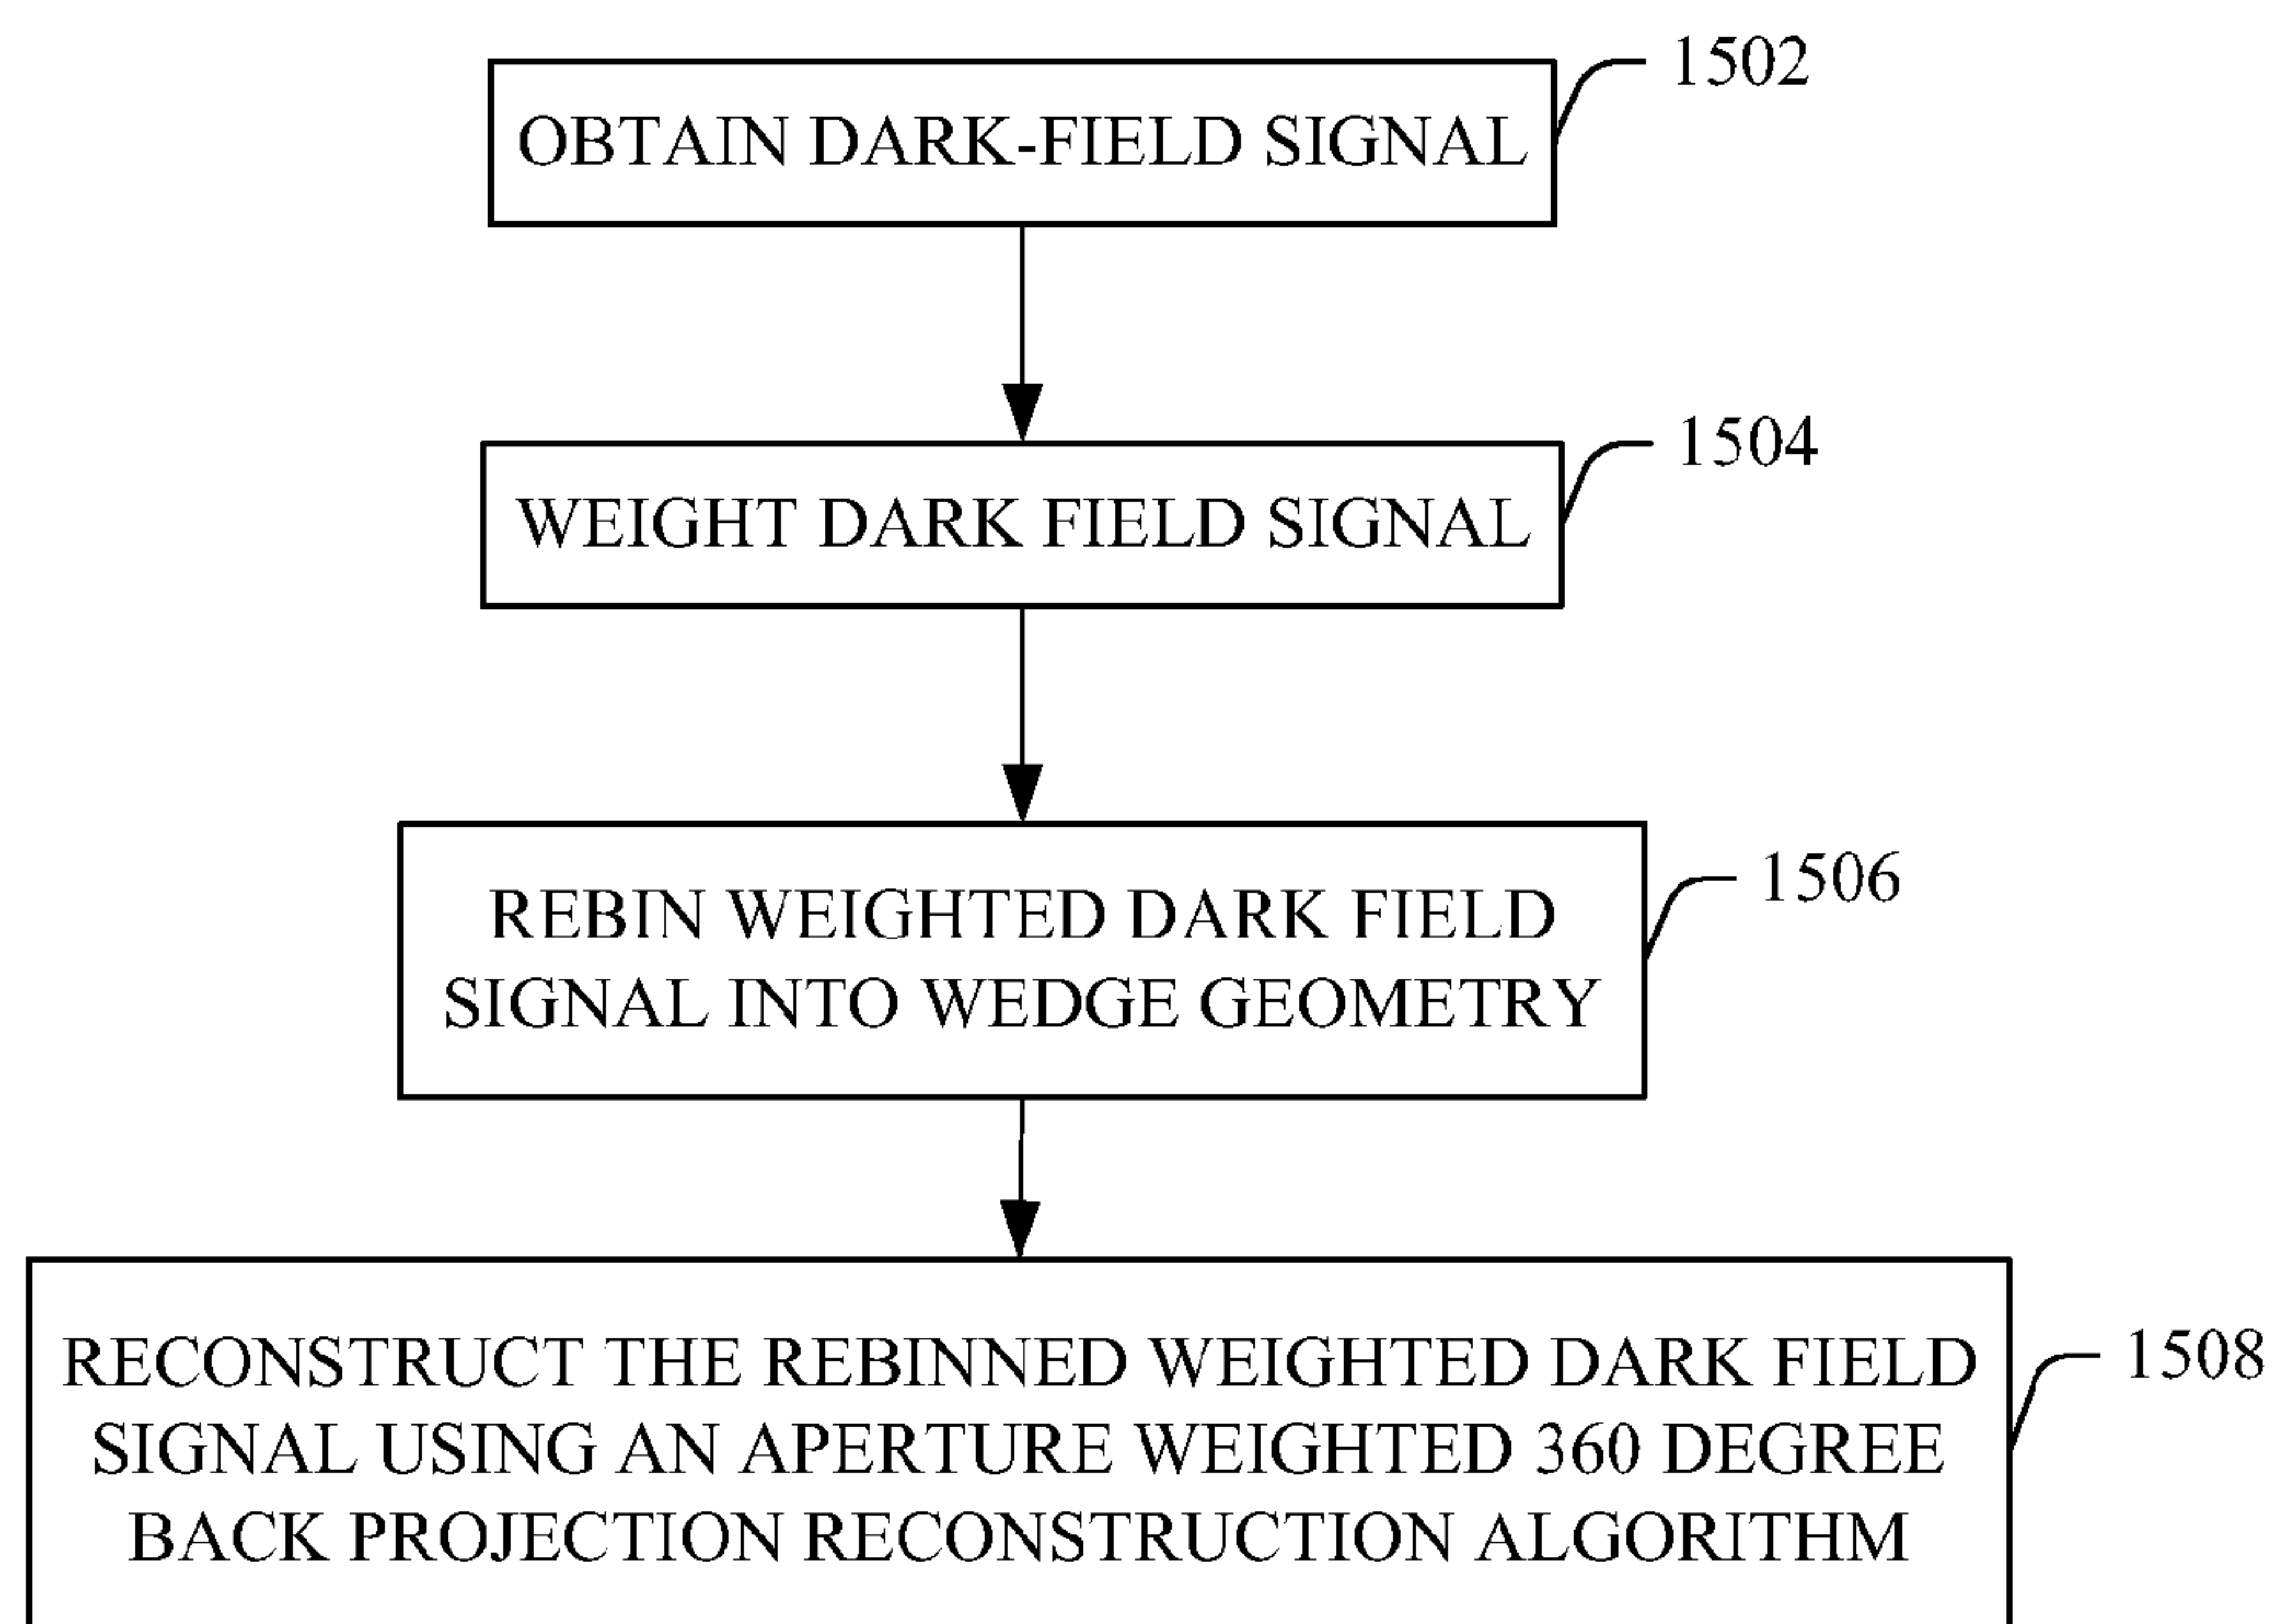 1502
OBTAIN DARK-FIELD SIGNAL
1504
WEIGHT DARK FIELD SIGNAL
1506
REBIN WEIGHTED DARK FIELD
SIGNAL INTO WEDGE GEOMETRY
1508
RECONSTRUCT THE REBINNED WEIGHTED DARK FIELD
SIGNAL USING AN APERTURE WEIGHTED 360 DEGREE
BACK PROJECTION RECONSTRUCTION ALGORITHM